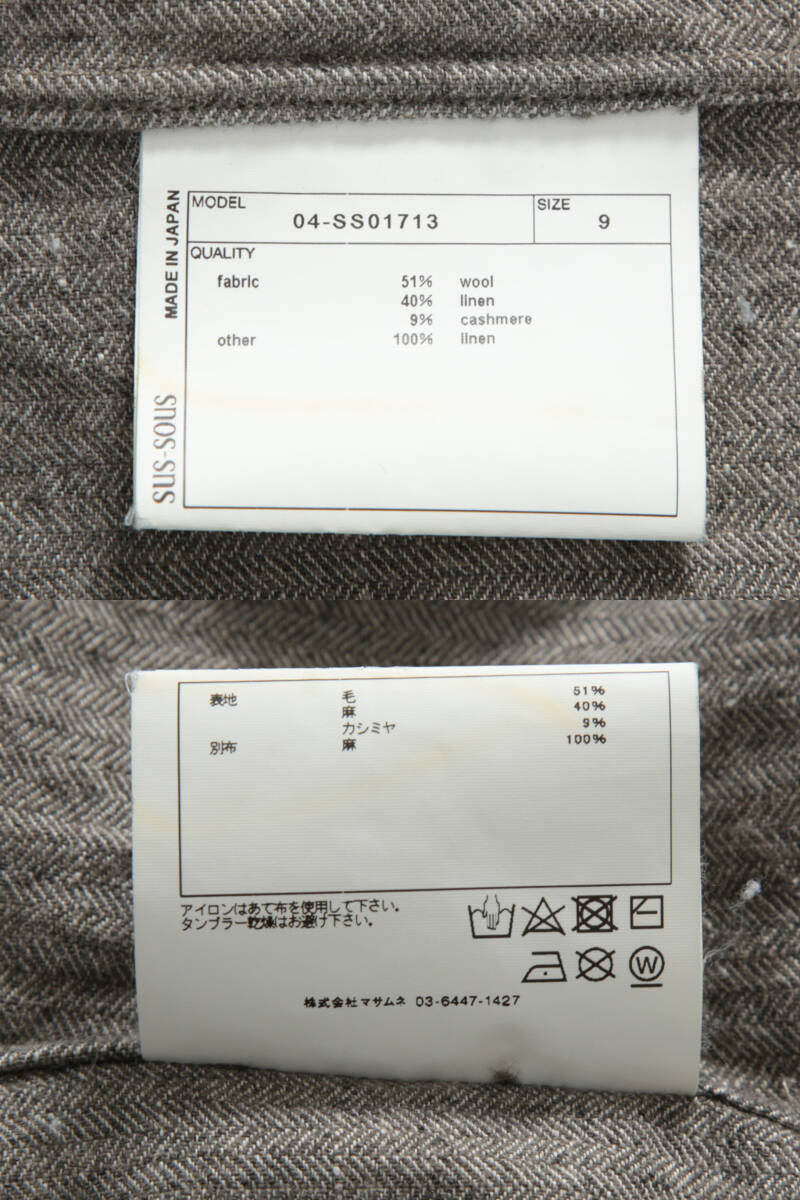 MODEL
04-SS01713
SIZE
9
QUALITY
fabric 51% wool
40% linen
9% cashmere
other 100% linen
MADE IN JAPAN
sus-sous
表地 毛 51%
麻 40%
カシミヤ 9%
別布 麻 100%
アイロンはあて布を使用して下さい。
タンブラー乾燥はお避け下さい。
W
株式会社マサムネ 03-6447-1427